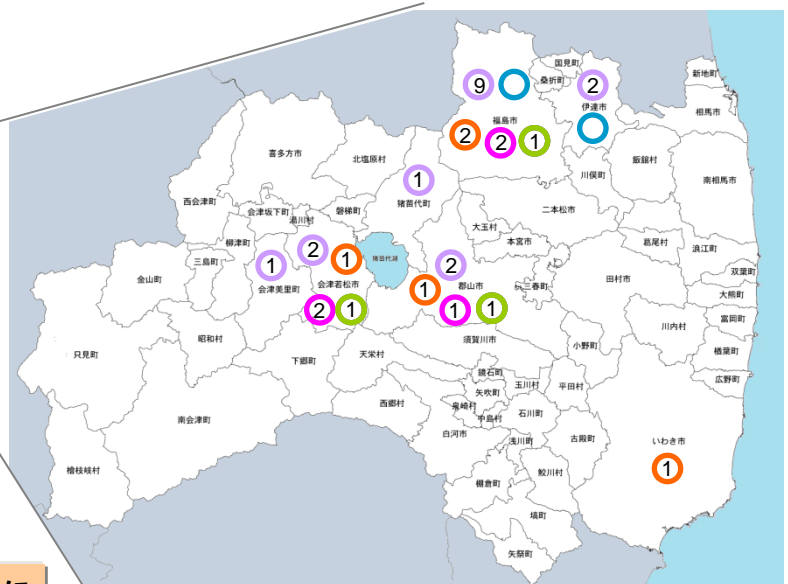 国見町
桑折町
新地町
9
2
伊達市
相馬市
福島市
2
2
1
喜多方市
北塩原村
飯舘村
川俣町
南相馬市
1
西会津町
猪苗代町
会津坂下町
磐梯町
湯川村
二本松市
大玉村
柳津町
本宮市
葛尾村
浪江町
2
1
猪苗代湖
三島町
1
2
双葉町
金山町
田村市
会津美里町
会津若松市
1
郡山市
三春町
大熊町
2
1
1
1
富岡町
川内村
昭和村
須賀川市
小野町
楢葉町
只見町
下郷町
天栄村
鏡石町
広野町
玉川村
平田村
矢吹町
西郷村
泉崎村
石川町
中島村
南会津町
白河市
浅川町
古殿町
いわき市
1
檜枝岐村
鮫川村
棚倉町
塙町
矢祭町